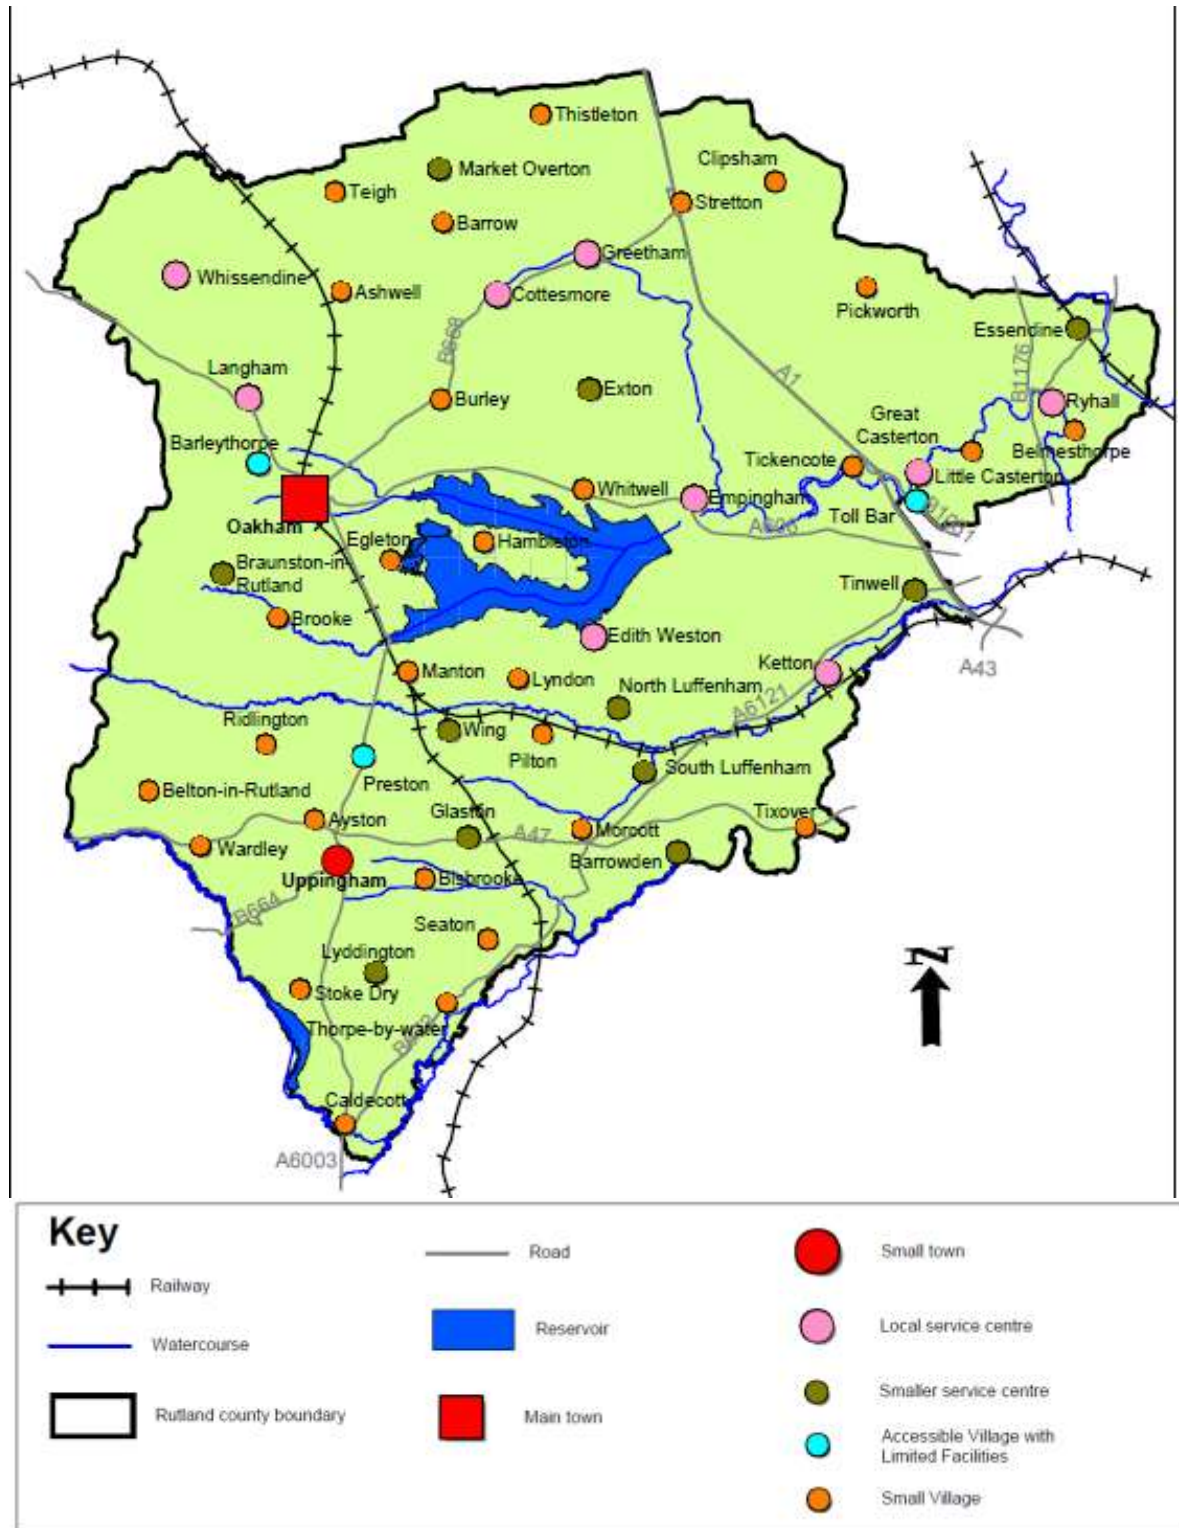 Thistleton
Clipsham
Market Overton
Teigh
Stretton
Barrow
Greetham
Whissendine
Ashwell
Cottesmore
Pickworth
Essendine
B668
A1
B1176
Langham
Exton
Burley
Ryhall
Great
Casterton
Barleythorpe
Belmesthorpe
Tickencote
Little Casterton
Whitwell
Empingham
Toll Bar
B1081
Oakham
A606
Egleton
Hambleton
Braunston-in-
Rutland
Tinwell
Brooke
Edith Weston
Ketton
A43
Manton
Lyndon
North Luffenham
A6121
Ridlington
Wing
Pilton
South Luffenham
Preston
Belton-in-Rutland
Glaston
Tixover
Ayston
A47
Morcott
Wardley
Barrowden
Uppingham
Bisbrooke
B664
Seaton
Lyddington
N
Stoke Dry
Thorpe-by-water
Caldecott
A6003
Key
Road
Small town
Railway
Local service centre
Reservoir
Watercourse
Smaller service centre
Rutland county boundary
Main town
Accessible Village with
Limited Facilities
Small Village